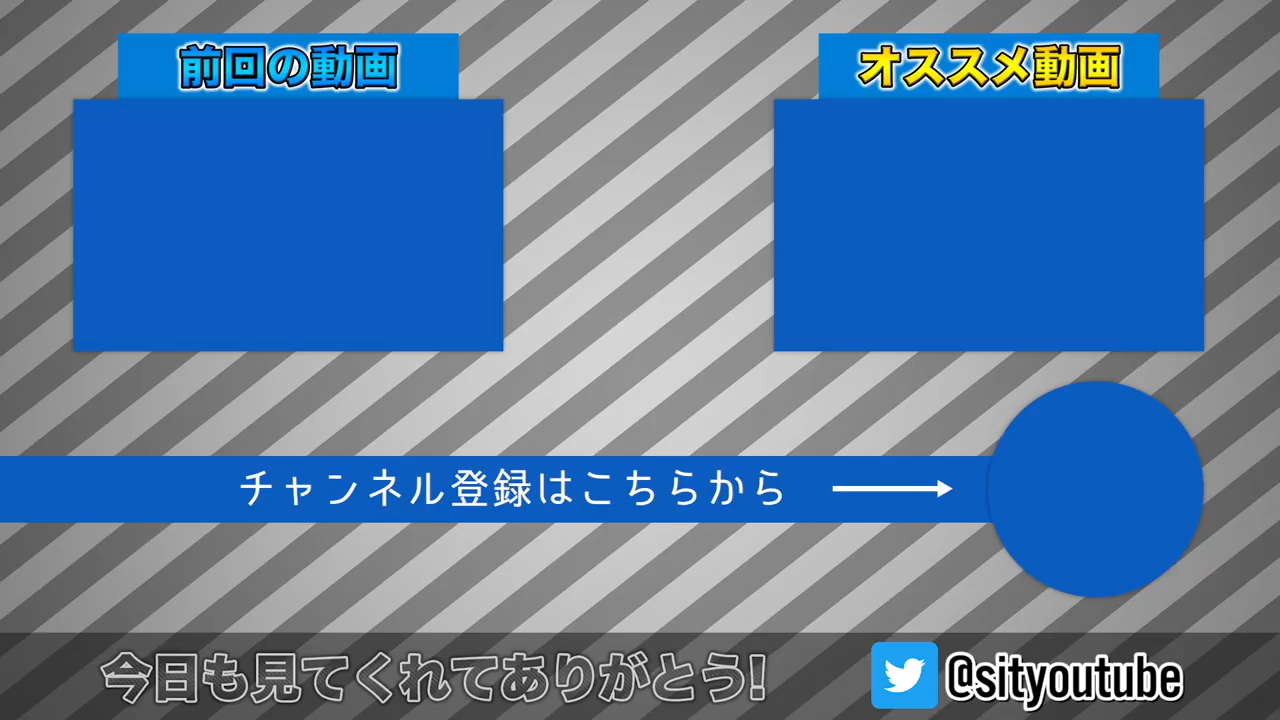 前回の動画
オススメ動画
チャンネル登録はこちらから
今日も見てくれてありがとう!
@sityoutube